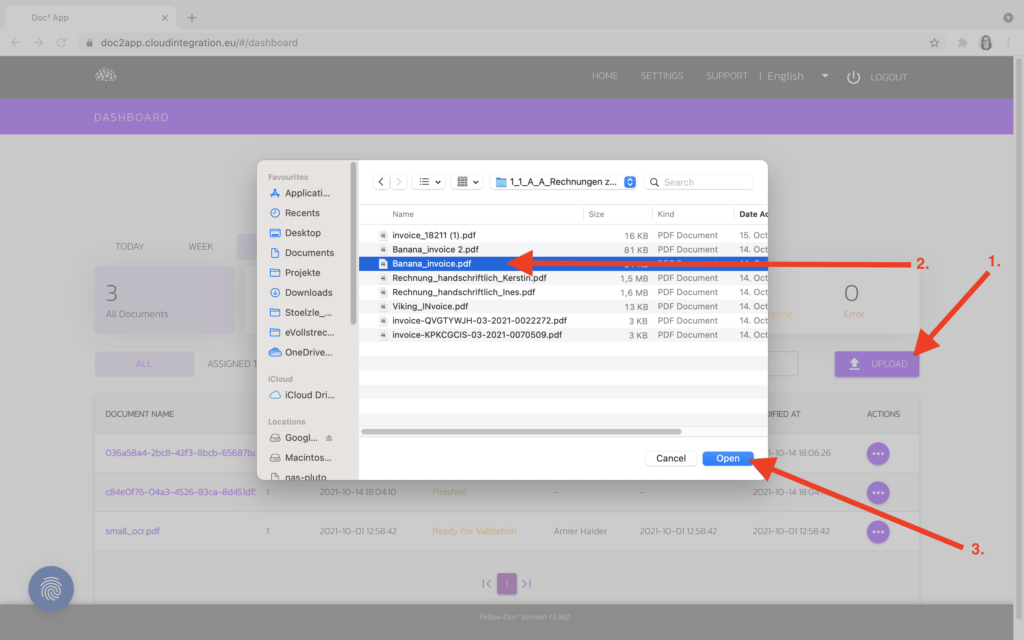 Doc² App
doc2app.cloudintegration.eu/#/dashboard
HOME SETTINGS SUPPORT | English LOGOUT
DASHBOARD
Favourites
Applicati...
Recents
Desktop
Documents
Projekte
Downloads
Stoelzle_...
eVollstrec...
OneDrive...
iCloud
iCloud Dri...
Locations
Googl...
Macintos...
nas-pluto
1_1_A_A_Rechnungen z...
Search
Name Size Kind Date Ac
invoice_18211 (1).pdf 16 KB PDF Document 15. Oct
Banana_invoice 2.pdf 81 KB PDF Document 14. Oct
Banana_invoice.pdf
Rechnung_handschriftlich_Kerstin.pdf 1,5 MB PDF Document 14. Oct
Rechnung_handschriftlich_Ines.pdf 1,6 MB PDF Document 14. Oct
Viking_INvoice.pdf 13 KB PDF Document 14. Oct
invoice-QVGTYWJH-03-2021-0022272.pdf 3 KB PDF Document 14. Oct
invoice-KPKCGCIS-03-2021-0070509.pdf 3 KB PDF Document 14. Oct
Cancel Open
1.
2.
3.
TODAY WEEK
3
All Documents
0
Error
ALL ASSIGNED T
UPLOAD
DOCUMENT NAME IFIED AT ACTIONS
036a58a4-2bc8-42f3-8bcb-65687ba 1-10-14 18:06:26
c84e0f76-04a3-4526-83ca-8d451d15 1 2021-10-14 18:04:10 Finished - - 2021-10-14 18:04
small_ocr.pdf 1 2021-10-01 12:58:42 Ready For Validation Amier Haider 2021-10-01 12:58:42 2021-10-01 12:58:42
1
Fellow Doc² Version 1.5.160